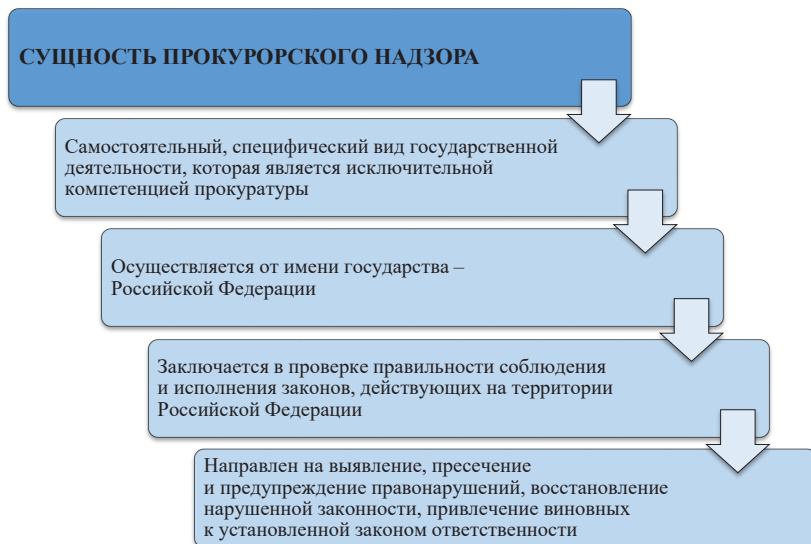 СУЩНОСТЬ ПРОКУРОРСКОГО НАДЗОРА
Самостоятельный, специфический вид государственной
деятельности, которая является исключительной
компетенцией прокуратуры
Осуществляется от имени государства –
Российской Федерации
Заключается в проверке правильности соблюдения
и исполнения законов, действующих на территории
Российской Федерации
Направлен на выявление, пресечение
и предупреждение правонарушений, восстановление
нарушенной законности, привлечение виновных
к установленной законом ответственности